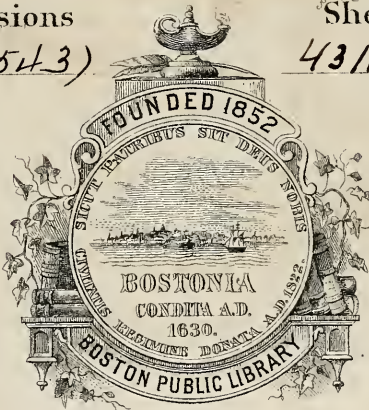 sions
She
543)
431
FOUNDED 1852
SICUT PATRIBUS SIT DEUS NOBIS
CIVITATIS REGIMINE DONATA A.D. 1822.
BOSTONIA
CONDITA A.D.
1630.
BOSTON PUBLIC LIBRARY